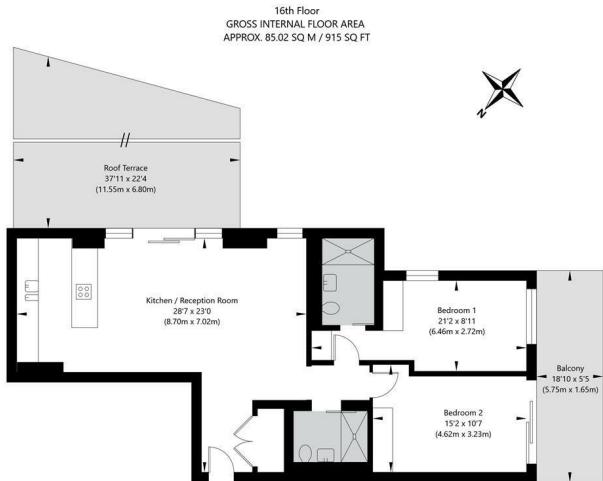 16th Floor
GROSS INTERNAL FLOOR AREA
APPROX. 85.02 SQ M / 915 SQ FT
N
Roof Terrace
37'11 x 22'4
(11.55m x 6.80m)
Kitchen / Reception Room
28'7 x 23'0
(8.70m x 7.02m)
Bedroom 1
21'2 x 8'11
(6.46m x 2.72m)
Balcony
18'10 x 5'5
(5.75m x 1.65m)
Bedroom 2
15'2 x 10'7
(4.62m x 3.23m)